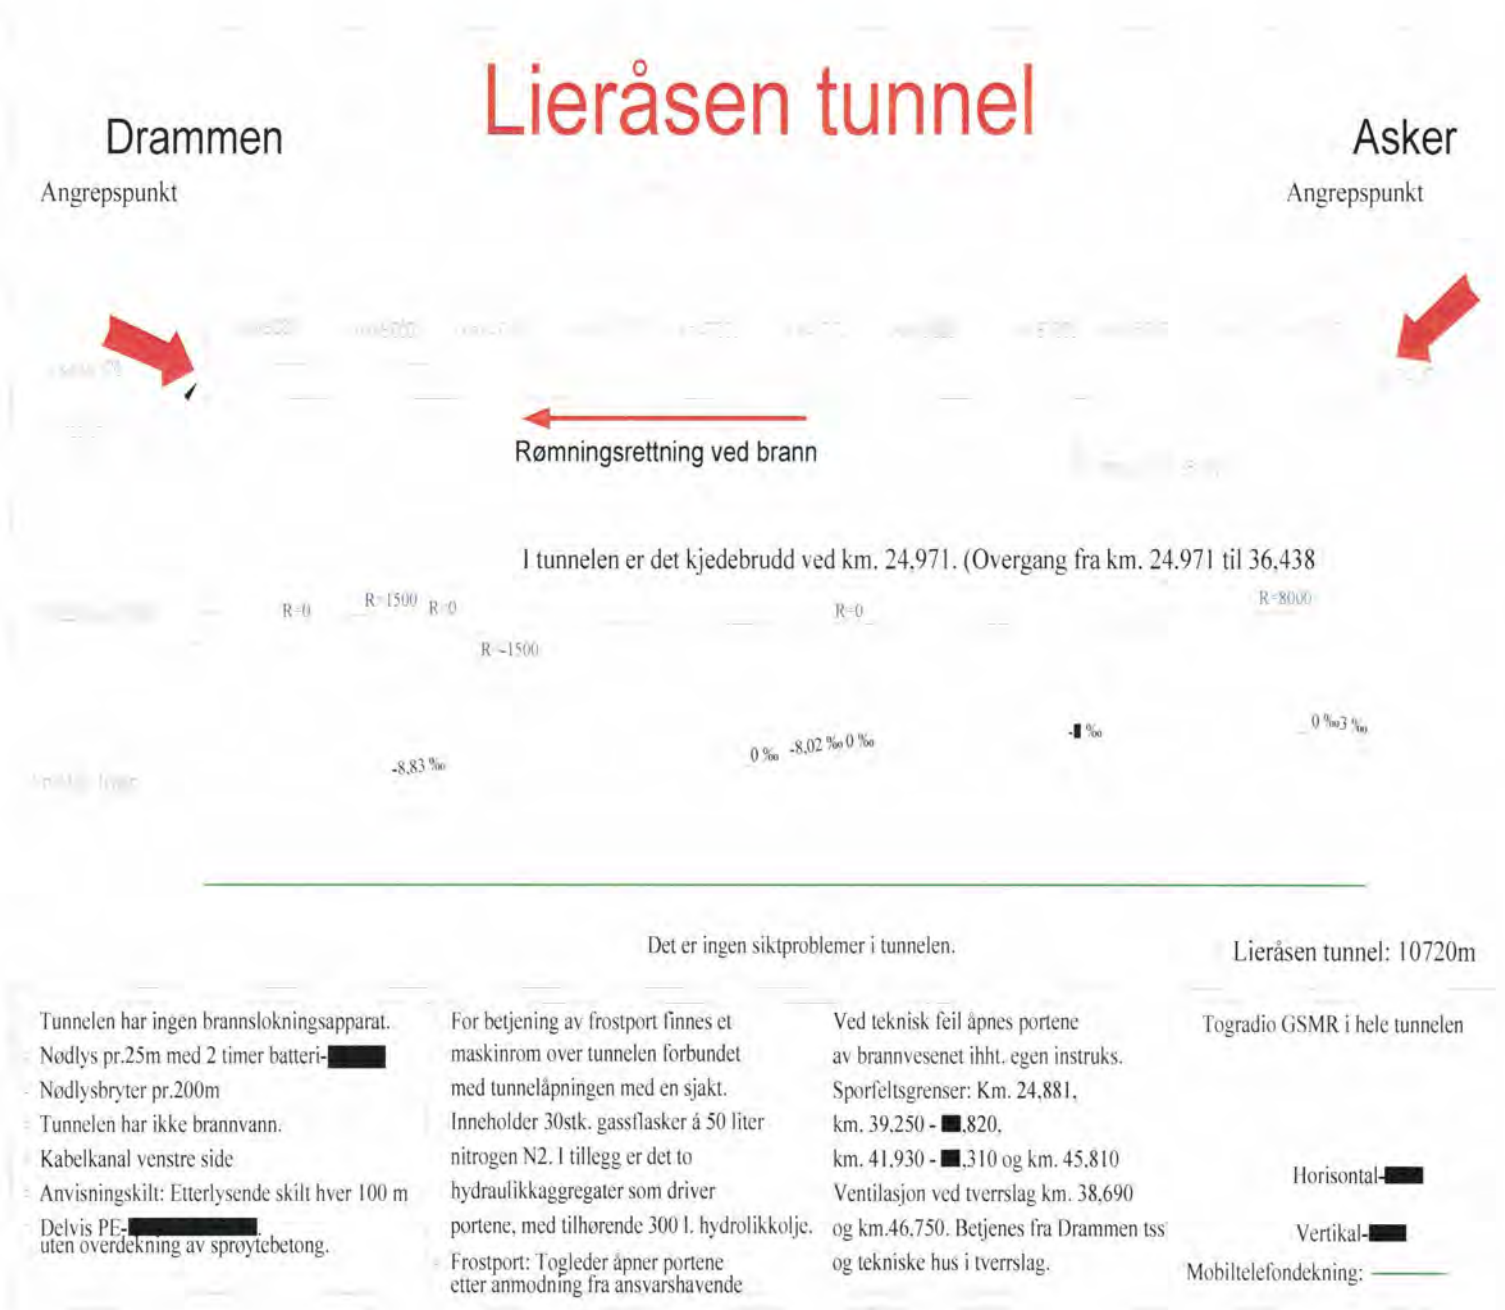 Lieråsen tunnel
Drammen
Asker
Angrepspunkt
Angrepspunkt
Rømningsrettning ved brann
I tunnelen er det kjedebrudd ved km. 24,971. (Overgang fra km. 24.971 til 36,438
R=0
R=1500
R=0
R=-1500
R=0
R=8000
-8,83 ‰
0 ‰
-8,02 ‰
0 ‰
‰
0 ‰
3 ‰
Det er ingen siktproblemer i tunnelen.
Lieråsen tunnel: 10720m
Tunnelen har ingen brannslokningsapparat.
Nødlys pr.25m med 2 timer batteri-
Nødlysbryter pr.200m
Tunnelen har ikke brannvann.
Kabelkanal venstre side
Anvisningskilt: Etterlysende skilt hver 100 m
Delvis PE-
uten overdekning av sprøytebetong.
For betjening av frostport finnes et
maskinrom over tunnelen forbundet
med tunnelåpningen med en sjakt.
Inneholder 30stk. gassflasker á 50 liter
nitrogen N2. I tillegg er det to
hydraulikkaggregater som driver
portene, med tilhørende 300 l. hydrolikkolje.
Frostport: Togleder åpner portene
etter anmodning fra ansvarshavende
Ved teknisk feil åpnes portene
av brannvesenet ihht. egen instruks.
Sporfeltsgrenser: Km. 24,881,
km. 39,250 - ,820,
km. 41,930 - ,310 og km. 45,810
Ventilasjon ved tverrslag km. 38,690
og km.46,750. Betjenes fra Drammen tss
og tekniske hus i tverrslag.
Togradio GSMR i hele tunnelen
Horisontal-
Vertikal-
Mobiltelefondekning: